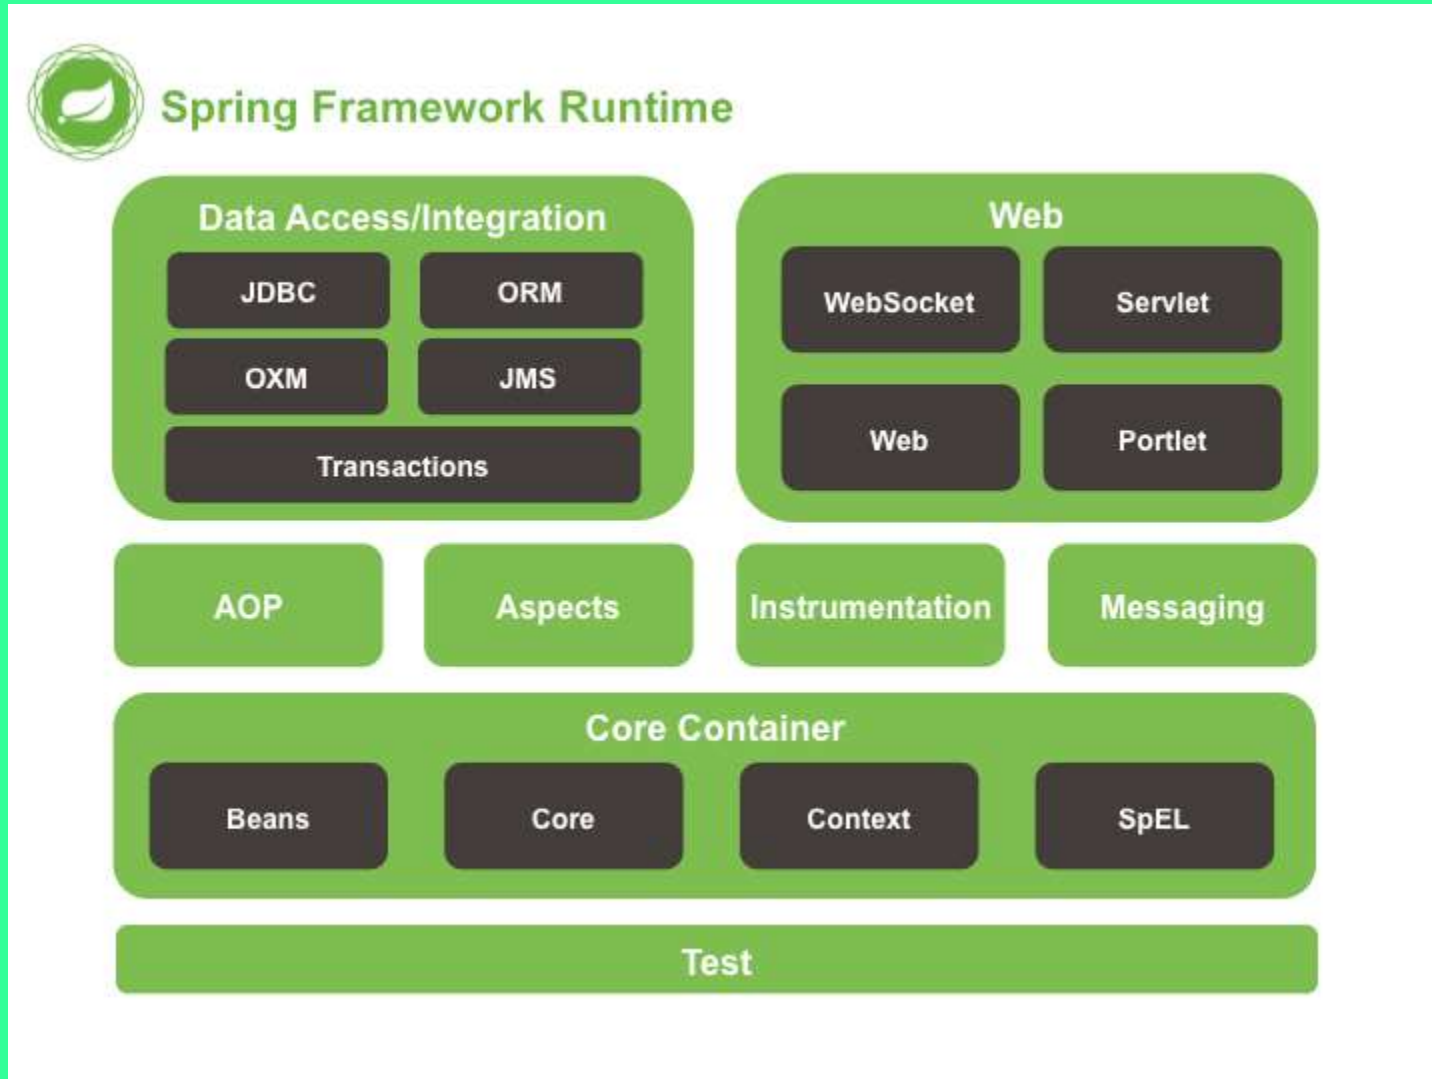 Spring Framework Runtime
Data Access/Integration
JDBC
ORM
OXM
JMS
Transactions
Web
WebSocket
Servlet
Web
Portlet
AOP
Aspects
Instrumentation
Messaging
Core Container
Beans
Core
Context
SpEL
Test